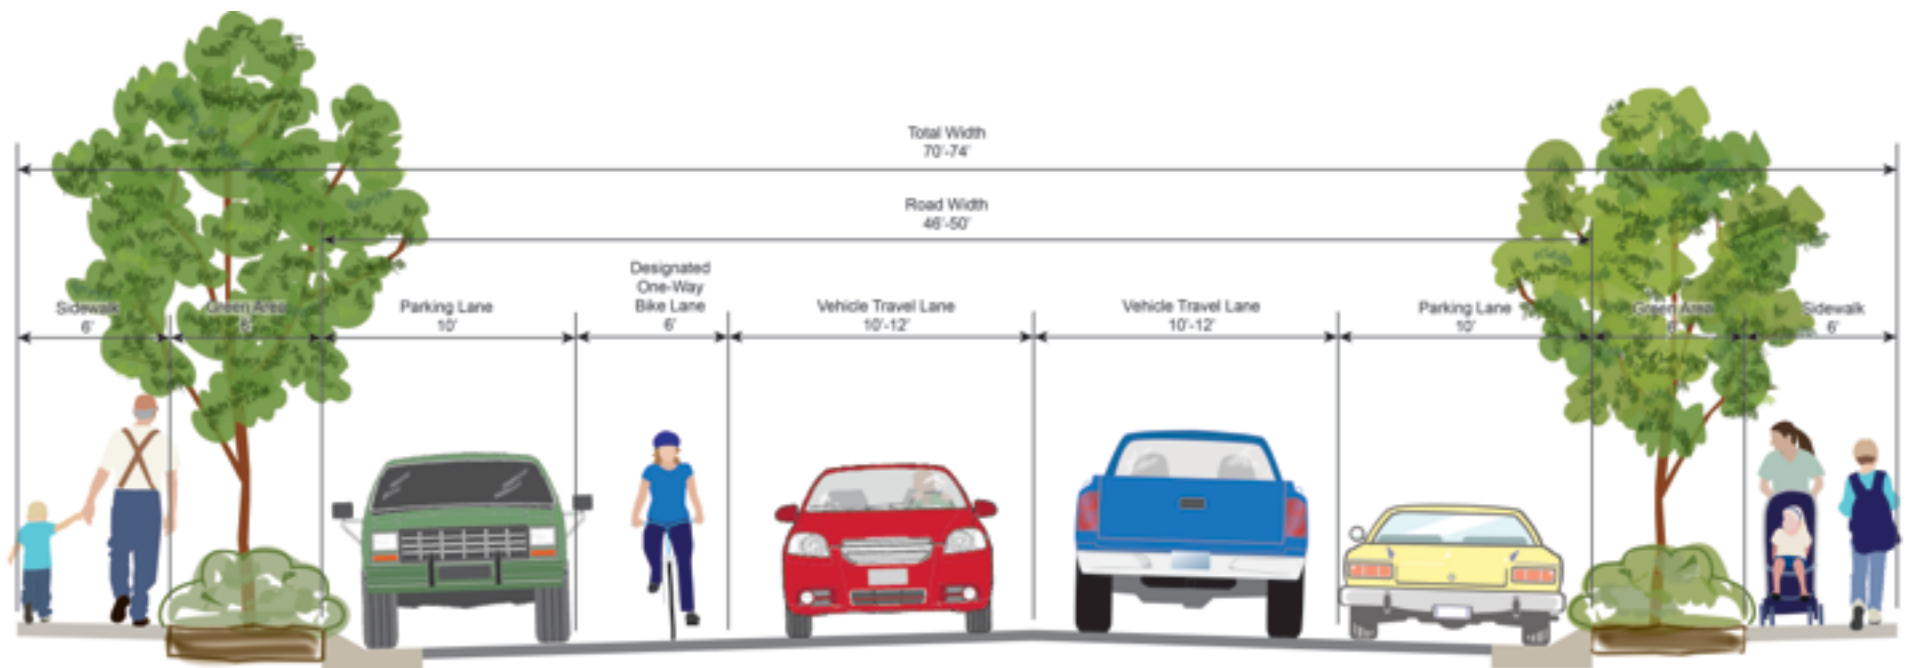 Total Width
70'-74'
Road Width
46'-50'
Sidewalk
6'
Green Area
6'
Parking Lane
10'
Designated
One-Way
Bike Lane
6'
Vehicle Travel Lane
10'-12'
Vehicle Travel Lane
10'-12'
Parking Lane
10'
Green Area
6'
Sidewalk
6'